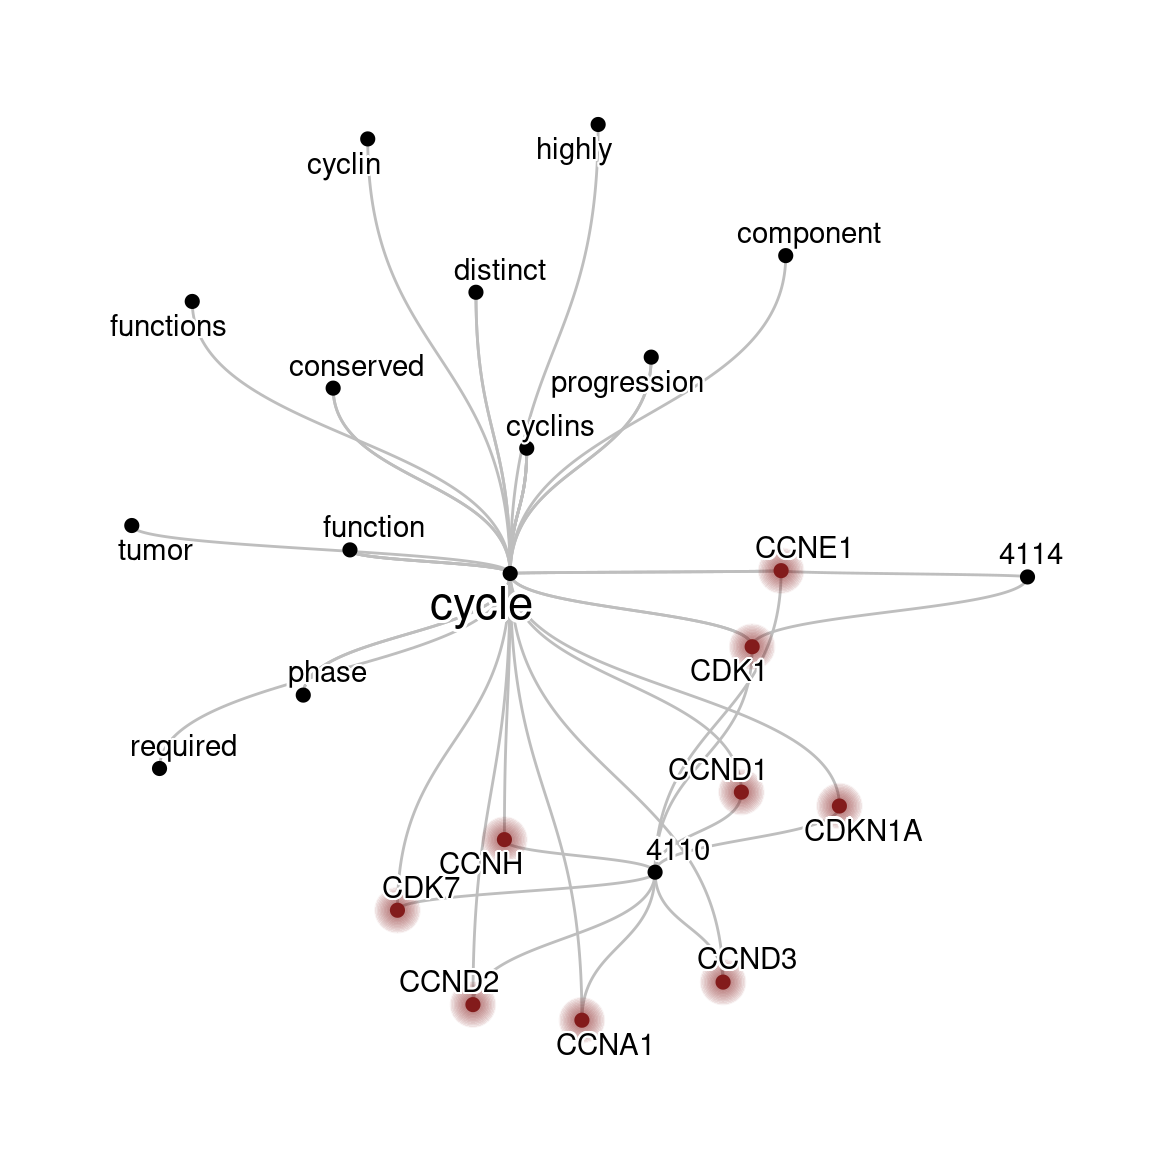 highly
cyclin
component
distinct
functions
conserved
progression
cyclins
function
tumor
CCNE1
4114
cycle
CDK1
phase
required
CCND1
CDKN1A
4110
CCNH
CDK7
CCND3
CCND2
CCNA1